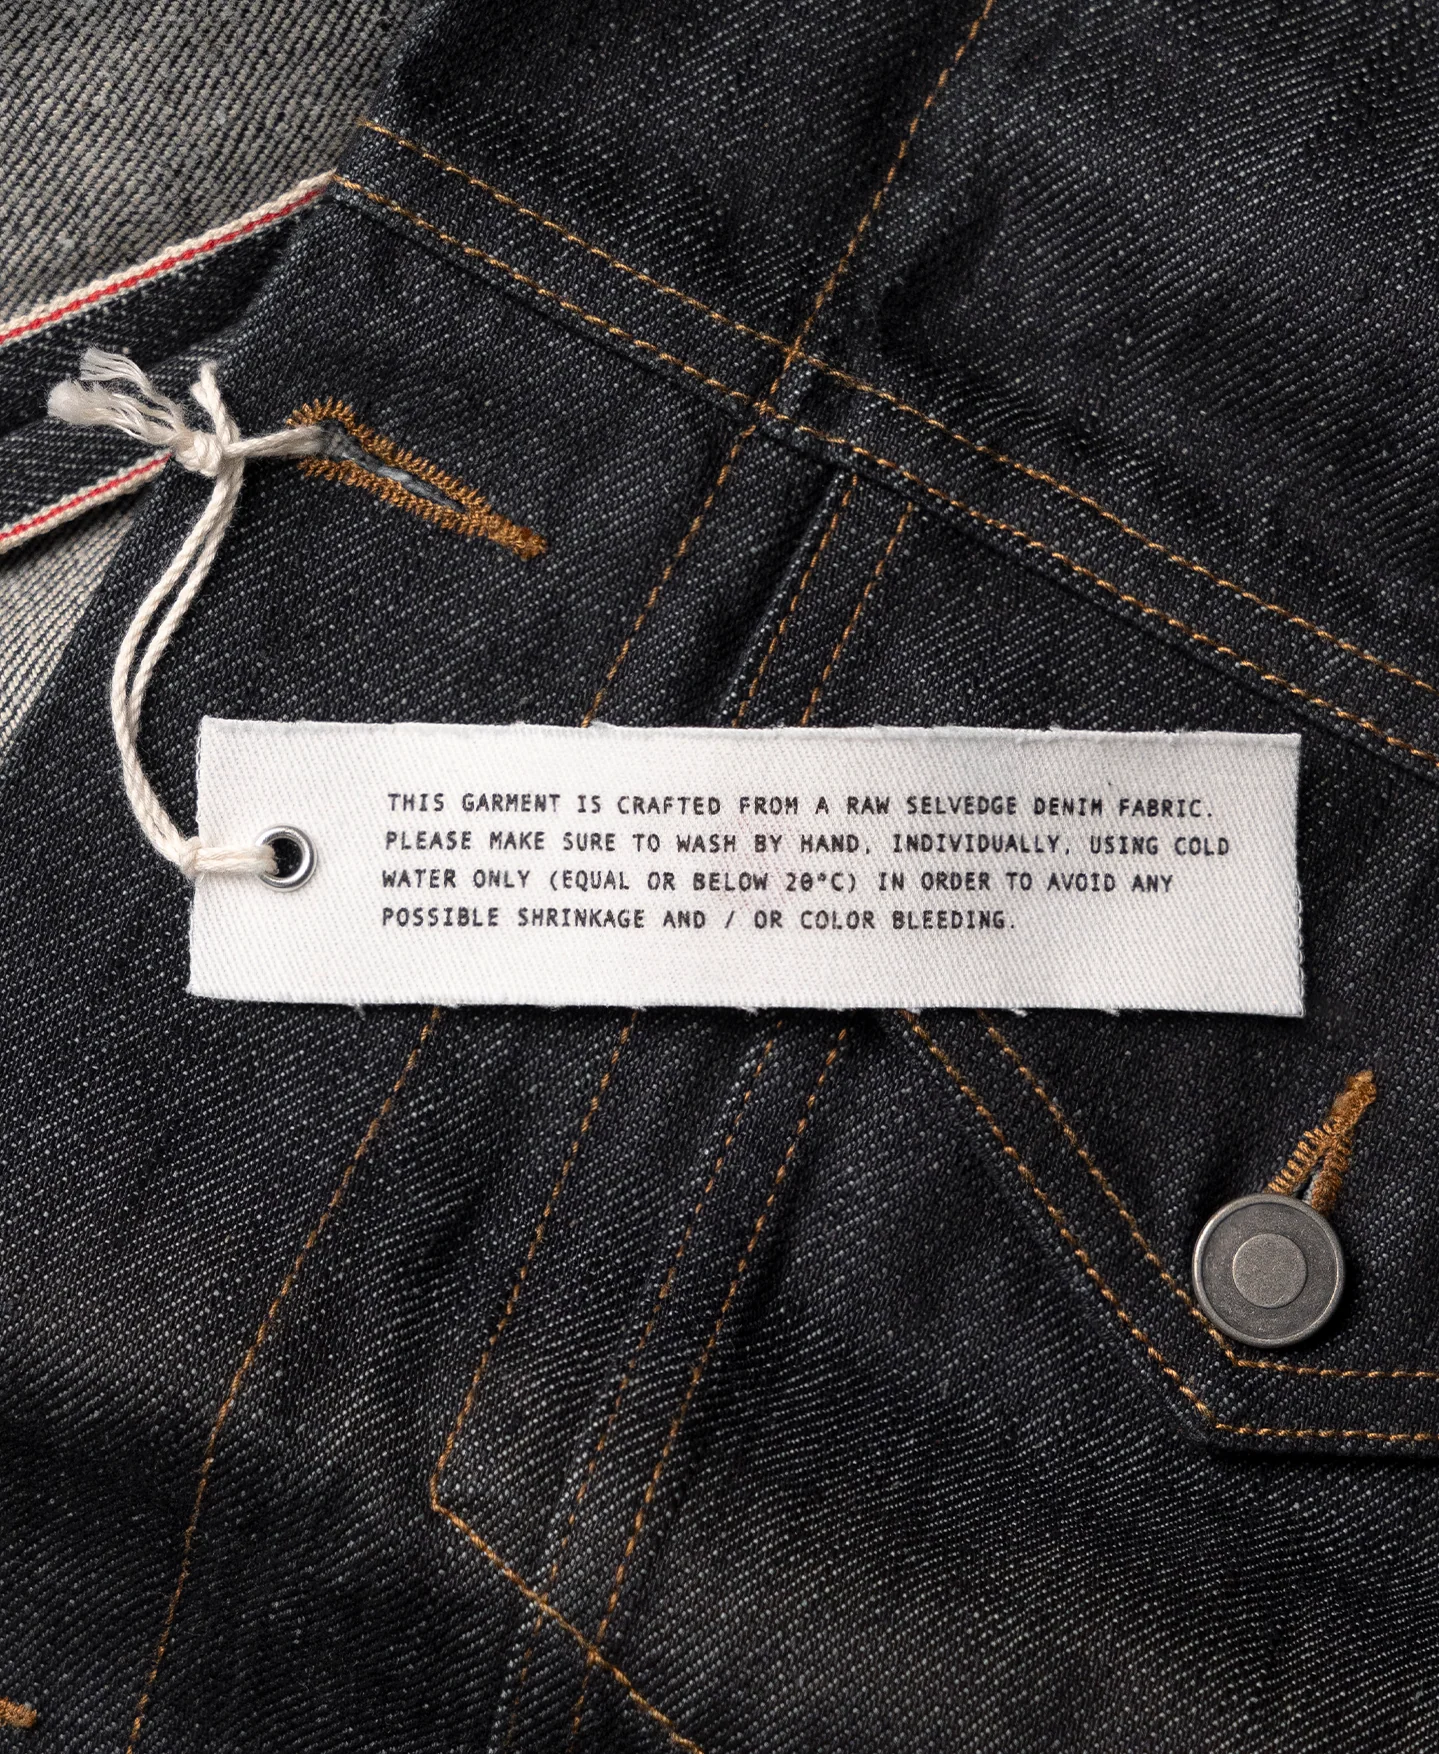 THIS GARMENT IS CRAFTED FROM A RAW SELVEDGE DENIM FABRIC.
PLEASE MAKE SURE TO WASH BY HAND, INDIVIDUALLY, USING COLD
WATER ONLY (EQUAL OR BELOW 20°C) IN ORDER TO AVOID ANY
POSSIBLE SHRINKAGE AND / OR COLOR BLEEDING.